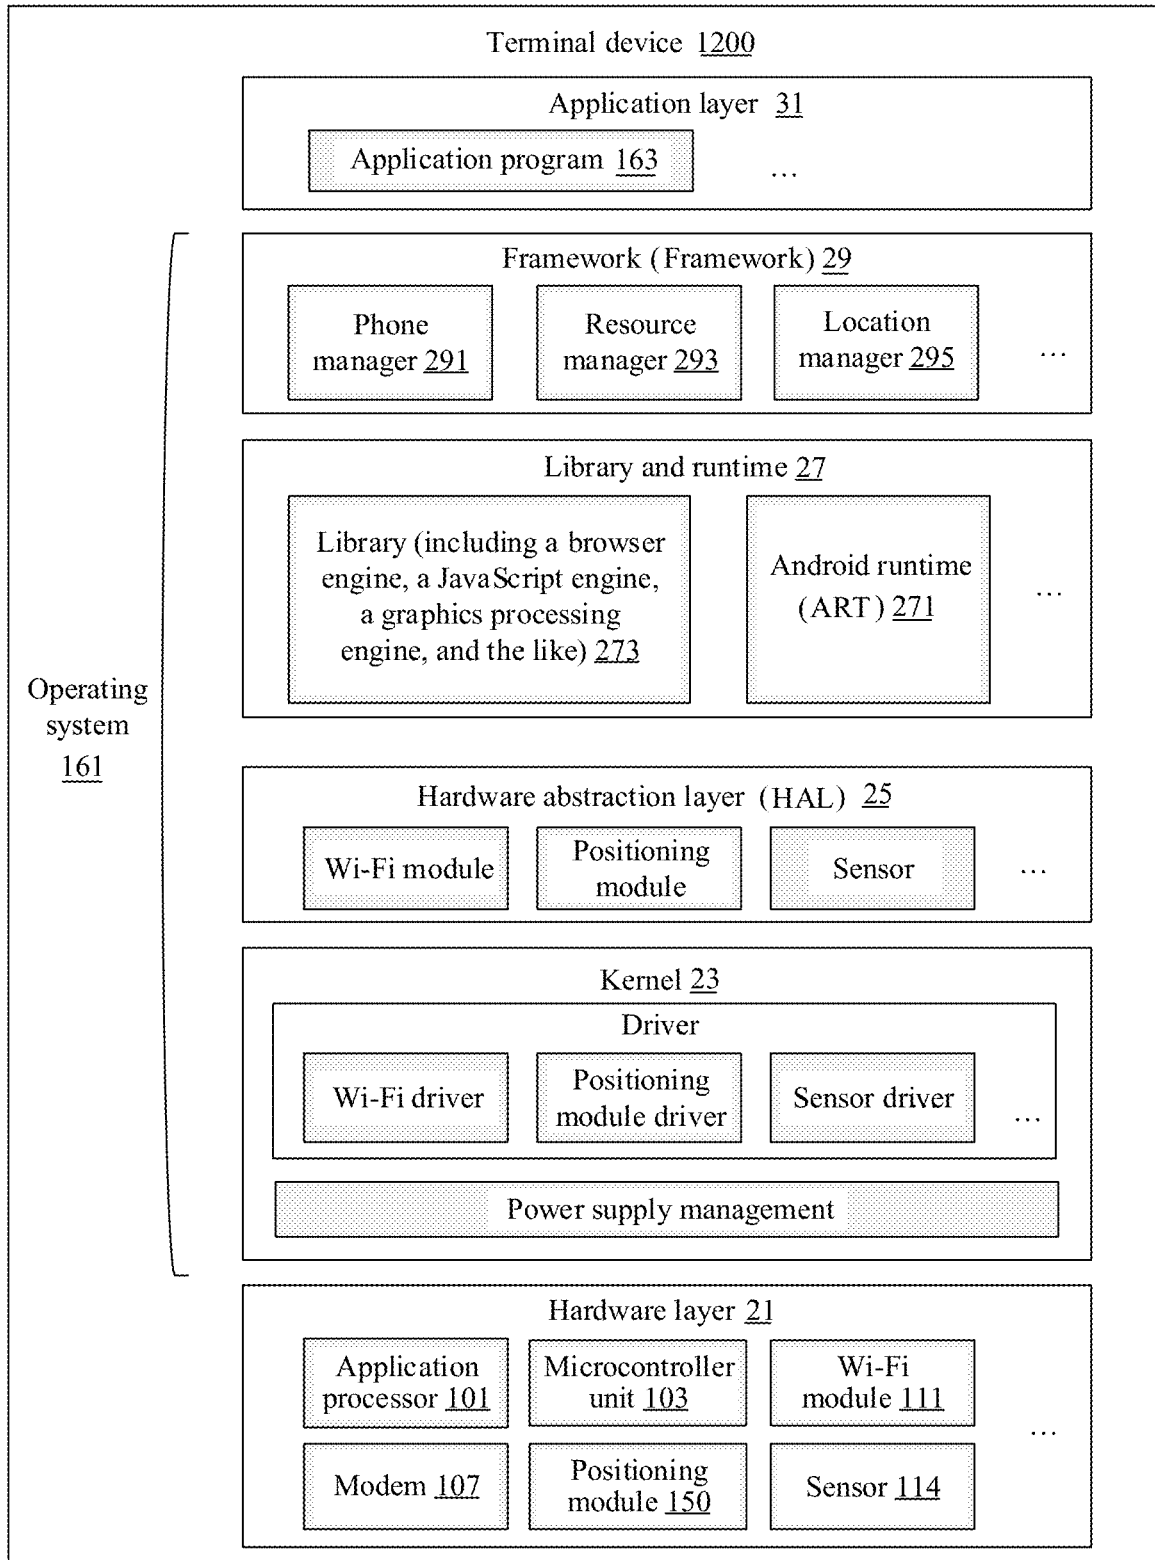 Terminal device 1200
Application layer 31
Application program 163
...
Framework (Framework) 29
Phone
manager 291
Resource
manager 293
Location
manager 295
...
Library and runtime 27
Library (including a browser
engine, a JavaScript engine,
a graphics processing
engine, and the like) 273
Android runtime
(ART) 271
...
Operating
system
161
Hardware abstraction layer (HAL) 25
Wi-Fi module
Positioning
module
Sensor
...
Kernel 23
Driver
Wi-Fi driver
Positioning
module driver
Sensor driver
...
Power supply management
Hardware layer 21
Application
processor 101
Microcontroller
unit 103
Wi-Fi
module 111
...
Modem 107
Positioning
module 150
Sensor 114